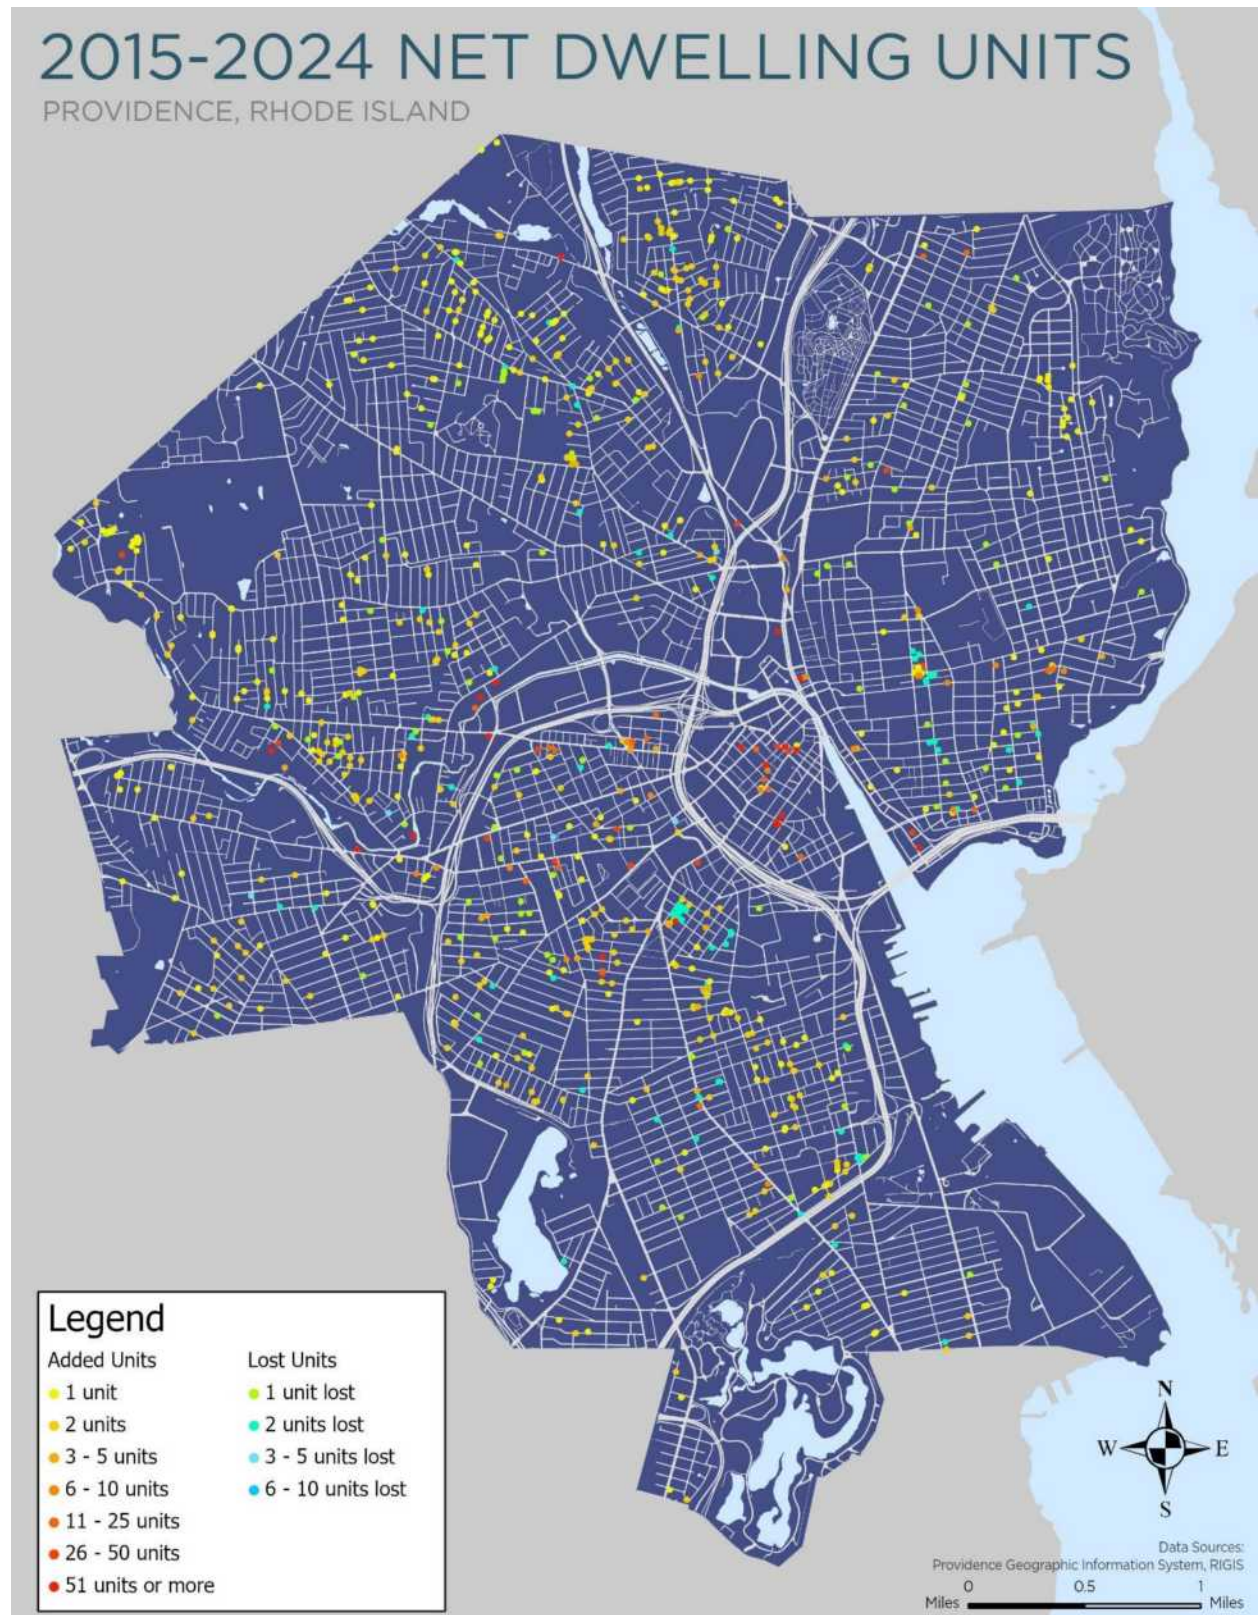 2015-2024 NET DWELLING UNITS
PROVIDENCE, RHODE ISLAND
Legend
Added Units
1 unit
2 units
3 - 5 units
6 - 10 units
11 - 25 units
26 - 50 units
51 units or more
Lost Units
1 unit lost
2 units lost
3 - 5 units lost
6 - 10 units lost
N
W E
S
Data Sources:
Providence Geographic Information System, RIGIS
0 0.5 1
Miles Miles